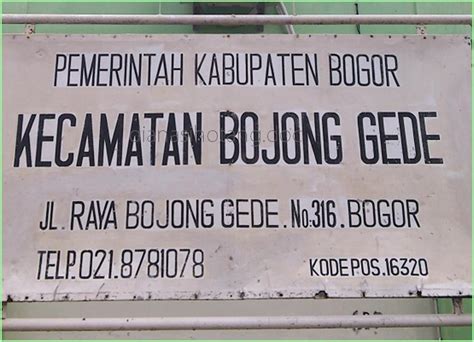 PEMERINTAH KABUPATEN BOGOR
KECAMATAN BOJONG GEDE
JL. RAYA BOJONG GEDE. No:316. BOGOR
TELP.021.8781078
KODE POS.16320